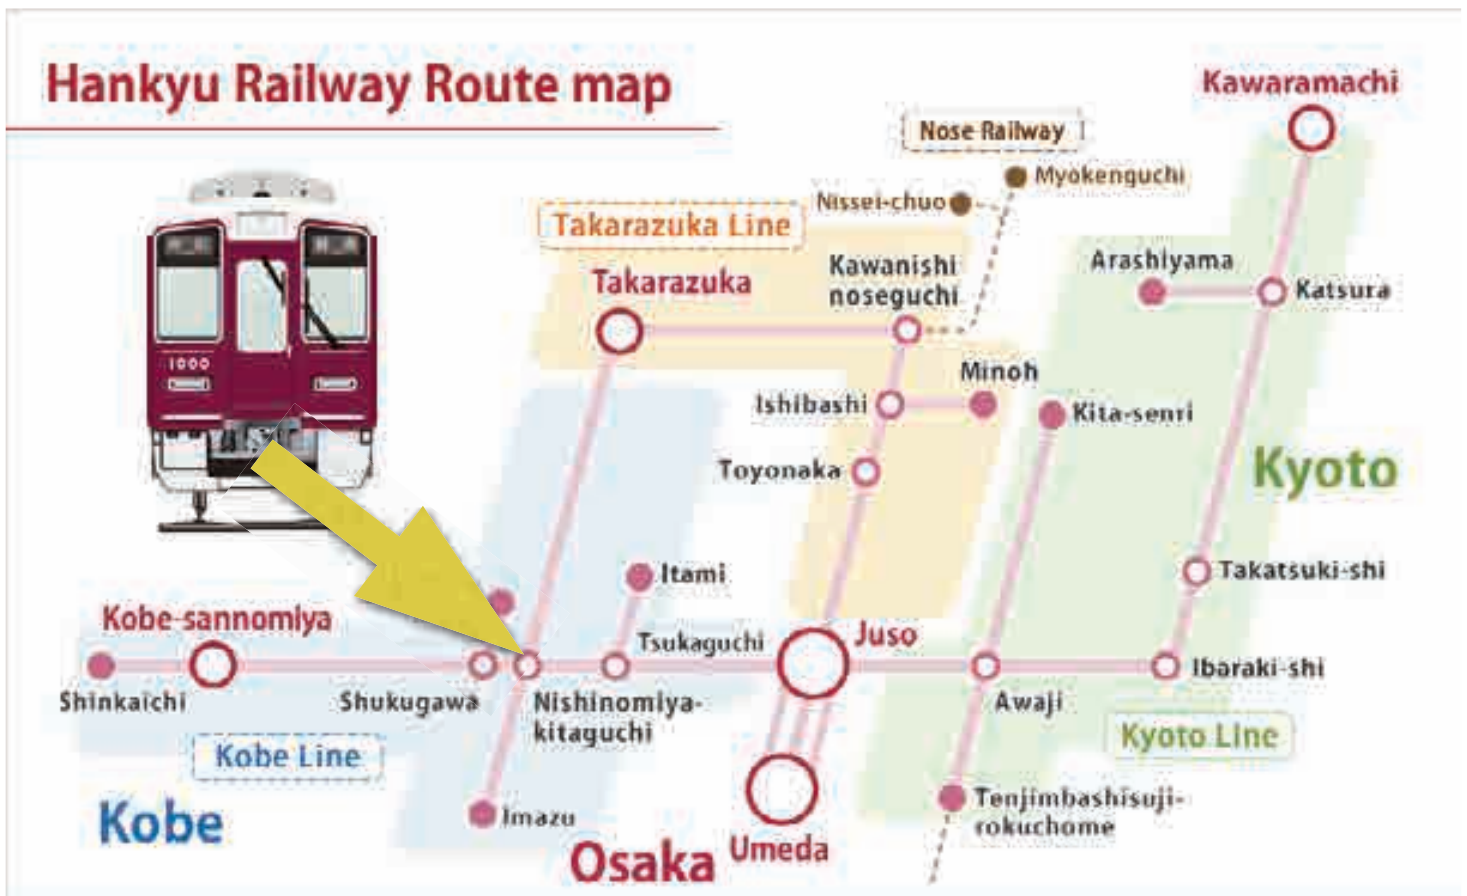 Hankyu Railway Route map
Kawaramachi
Nose Railway
Myokenguchi
Nissei-chuo
Takarazuka Line
Takarazuka
Kawanishi
noseguchi
Arashiyama
Katsura
1000
Minoh
Ishibashi
Kita-senri
Toyonaka
Kyoto
Itami
Takatsuki-shi
Kobe-sannomiya
Tsukaguchi
Juso
Ibaraki-shi
Shinkaichi
Shukugawa
Nishinomiya-
kitaguchi
Awaji
Kobe Line
Kyoto Line
Kobe
Imazu
Tenjimbashisuji-
rokuchome
Osaka
Umeda